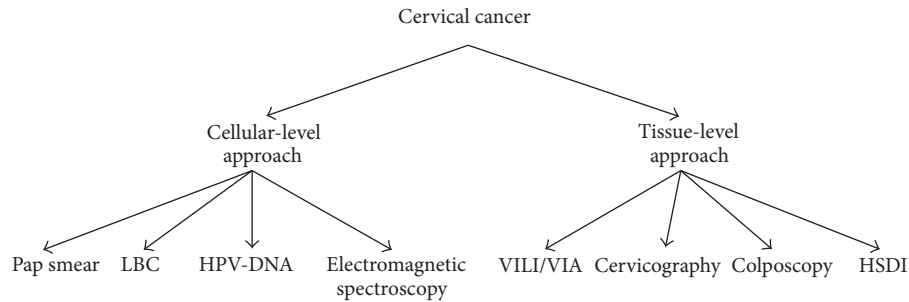 Cervical cancer
Cellular-level
approach
Tissue-level
approach
Pap smear
LBC
HPV-DNA
Electromagnetic
spectroscopy
VILI/VIA
Cervicography
Colposcopy
HSDI